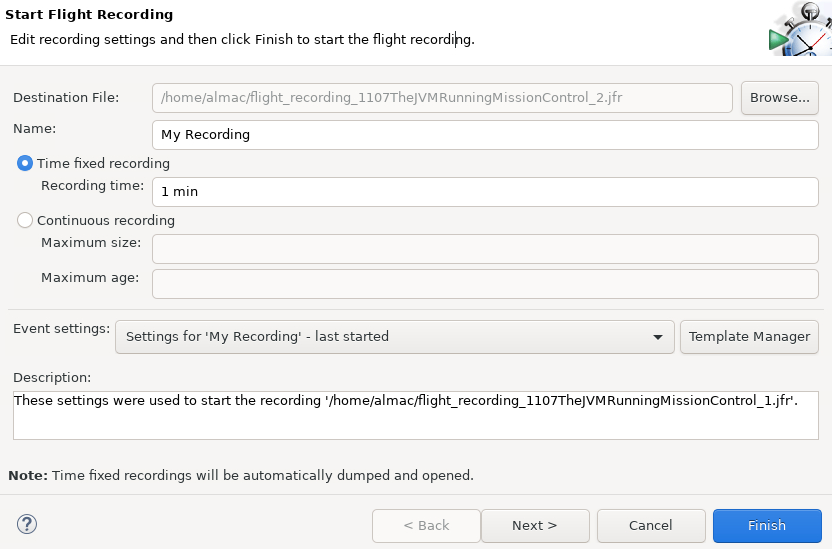 Start Flight Recording
Edit recording settings and then click Finish to start the flight recording.
Destination File: /home/almac/flight_recording_1107TheJVMRunningMissionControl_2.jfr Browse...
Name: My Recording
Time fixed recording
Recording time: 1 min
Continuous recording
Maximum size:
Maximum age:
Event settings: Settings for 'My Recording' - last started Template Manager
Description:
These settings were used to start the recording '/home/almac/flight_recording_1107TheJVMRunningMissionControl_1.jfr'.
Note: Time fixed recordings will be automatically dumped and opened.
? < Back Next > Cancel Finish